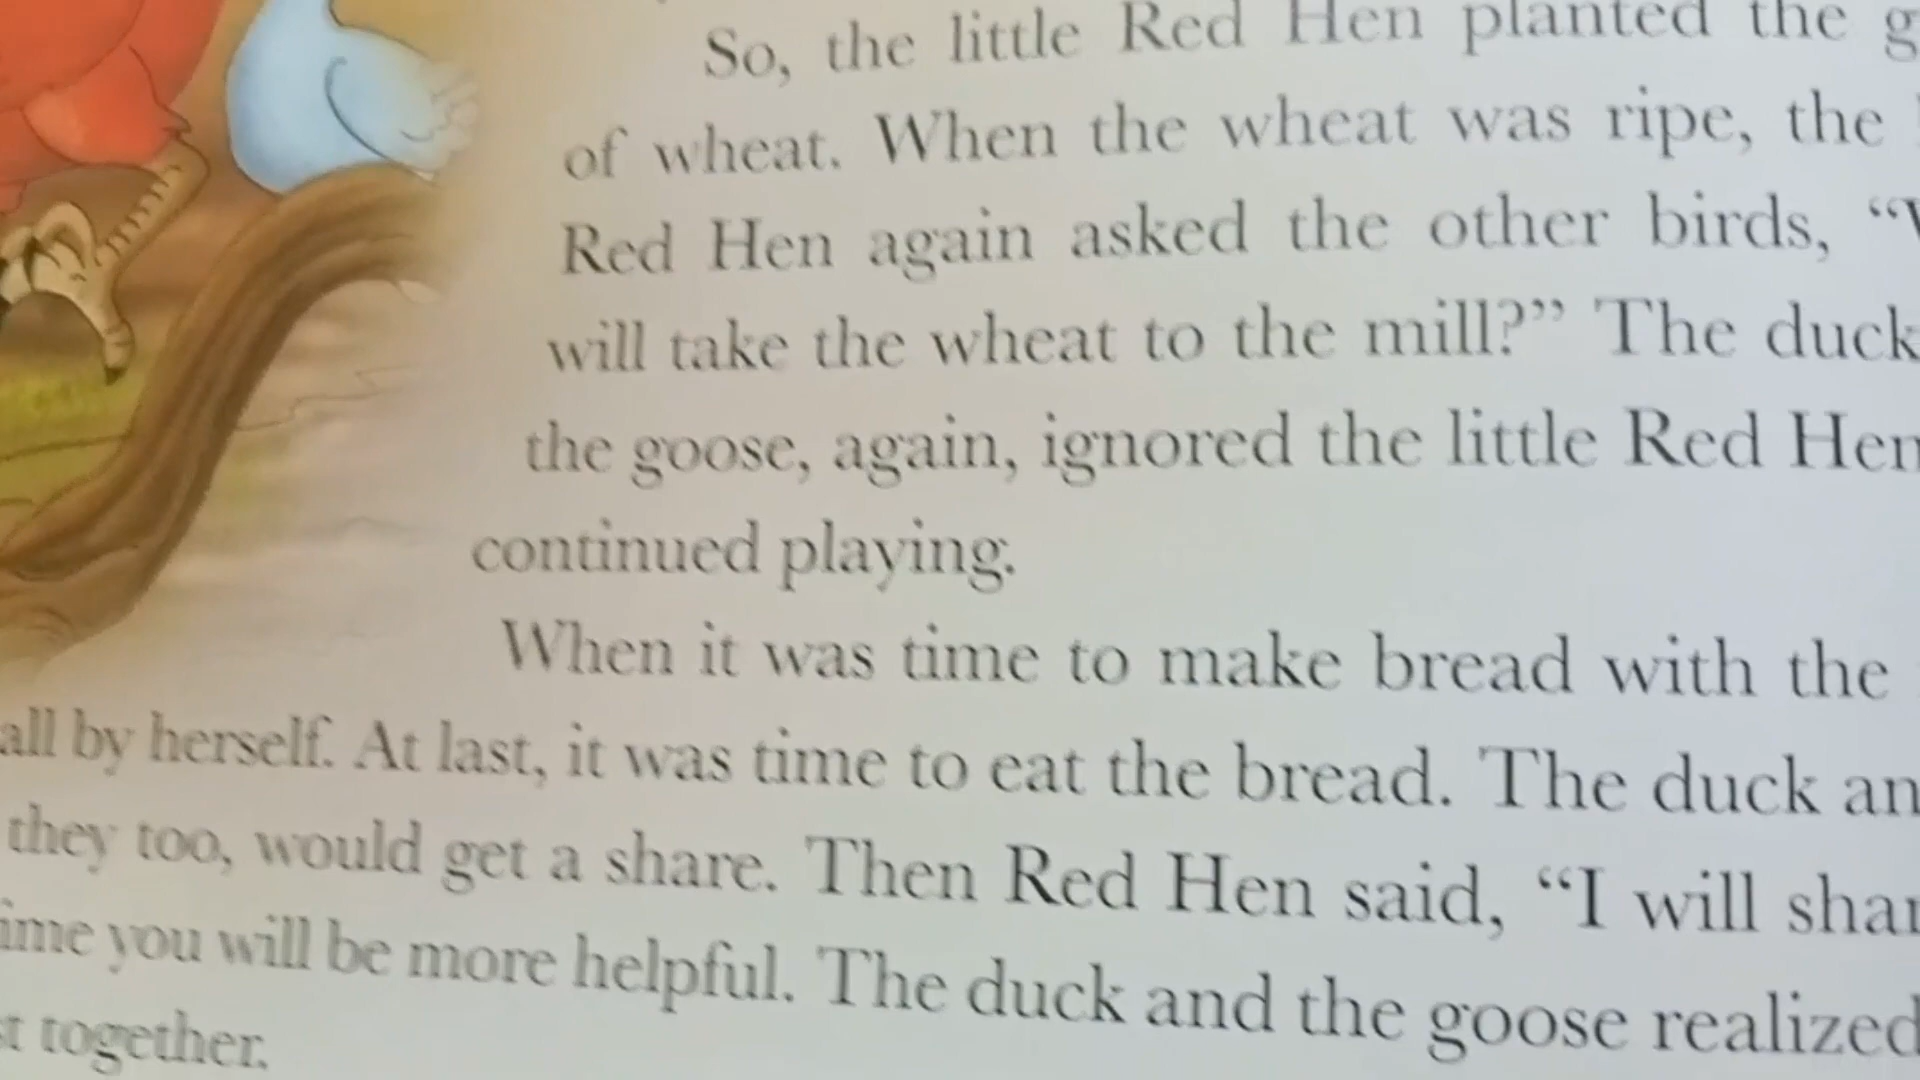 So, the little Red Hen planted the
of wheat. When the wheat was ripe, the
Red Hen again asked the other birds,
will take the wheat to the mill?” The duck
the goose, again, ignored the little Red Hen
continued playing.
When it was time to make bread with the
all by herself. At last, it was time to eat the bread. The duck an
they too, would get a share. Then Red Hen said, “I will shar
ime you will be more helpful. The duck and the goose realized
together.